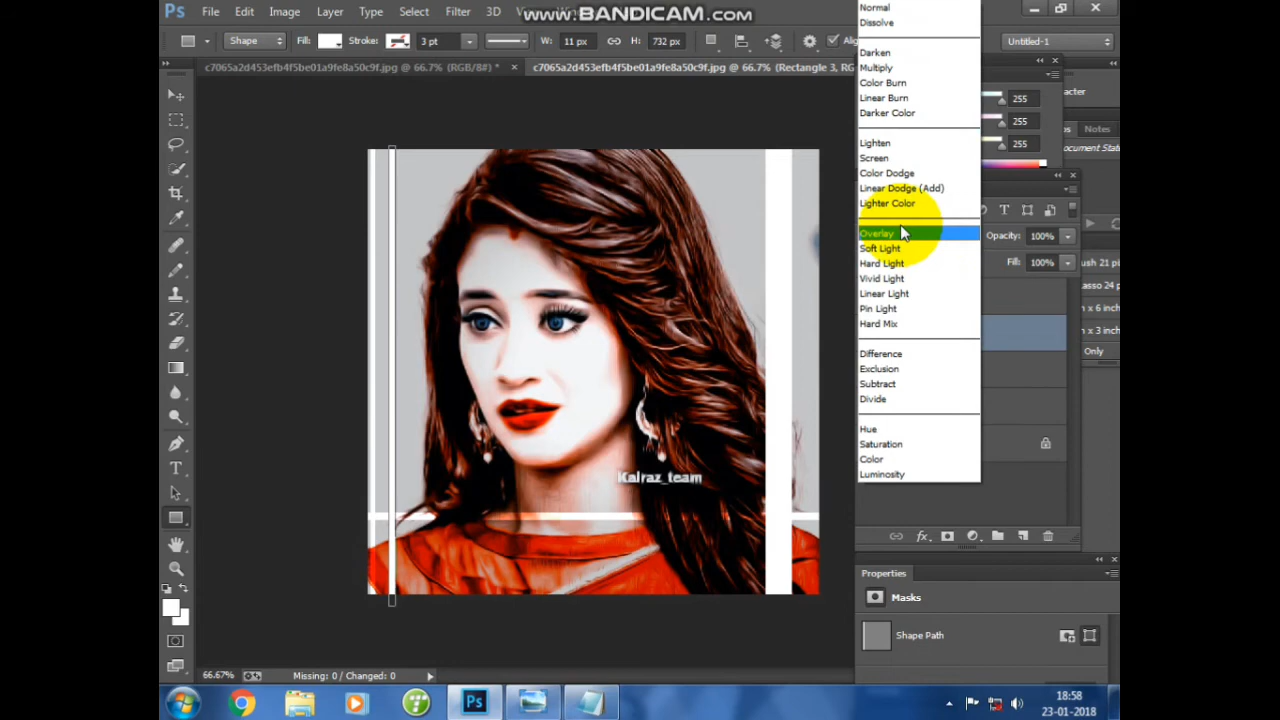 www.BANDICAM.com
Ps File Edit Image Layer Type Select Filter 3D
Shape Fill: Stroke: 3 pt W: 11 px H: 732 px Untitled-1
c7065a2d453efb4f5be01a9fe8a50c9f.jpg @ 66.7% (RGB/8#) * × c7065a2d453efb4f5be01a9fe8a50c9f.jpg @ 66.7% (Rectangle 3, RGB
Normal
Dissolve
Darken
Multiply
Color Burn
Linear Burn
Darker Color
Lighten
Screen
Color Dodge
Linear Dodge (Add)
Lighter Color
Overlay
Soft Light
Hard Light
Vivid Light
Linear Light
Pin Light
Hard Mix
Difference
Exclusion
Subtract
Divide
Hue
Saturation
Color
Luminosity
255
255
255
Notes
Opacity: 100%
Fill: 100%
Kalraz_team
fx
Properties
Masks
Shape Path
66.67% Missing: 0 / Changed: 0
Ps
18:58
23-01-2018